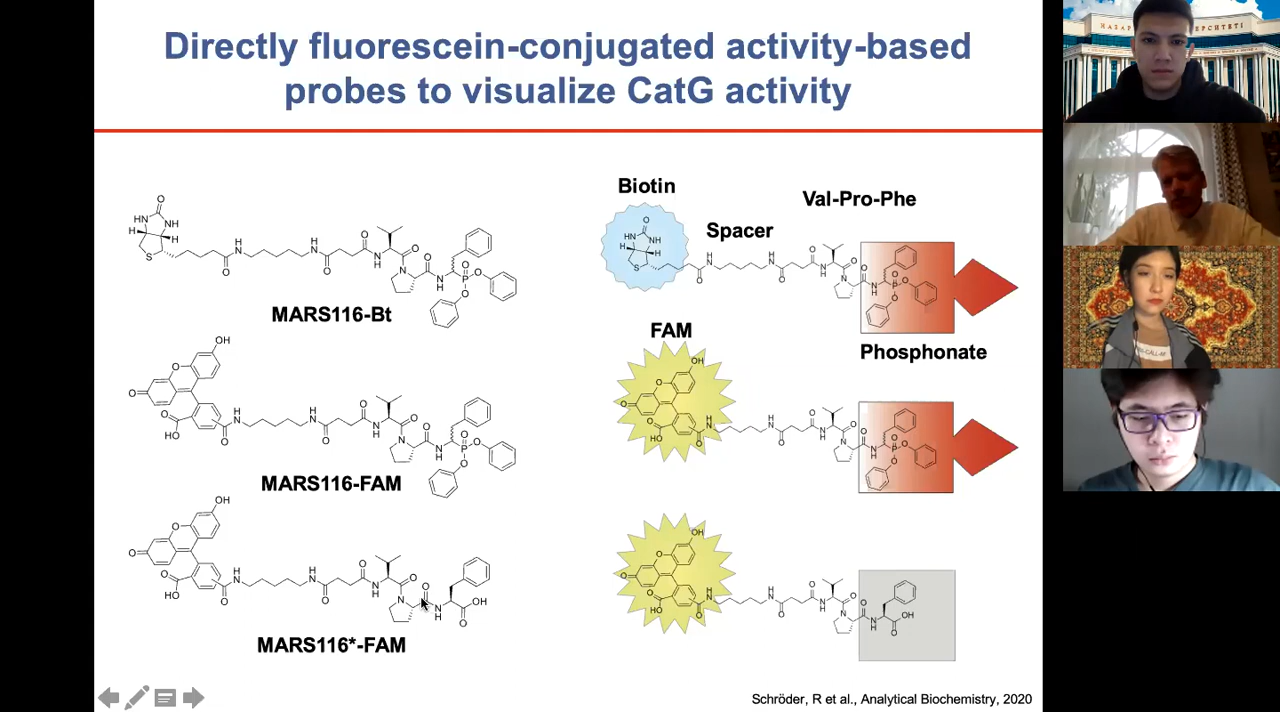 Directly fluorescein-conjugated activity-based
probes to visualize CatG activity
MARS116-Bt
MARS116-FAM
MARS116*-FAM
Biotin
Spacer
Val-Pro-Phe
FAM
Phosphonate
Schröder, R et al., Analytical Biochemistry, 2020